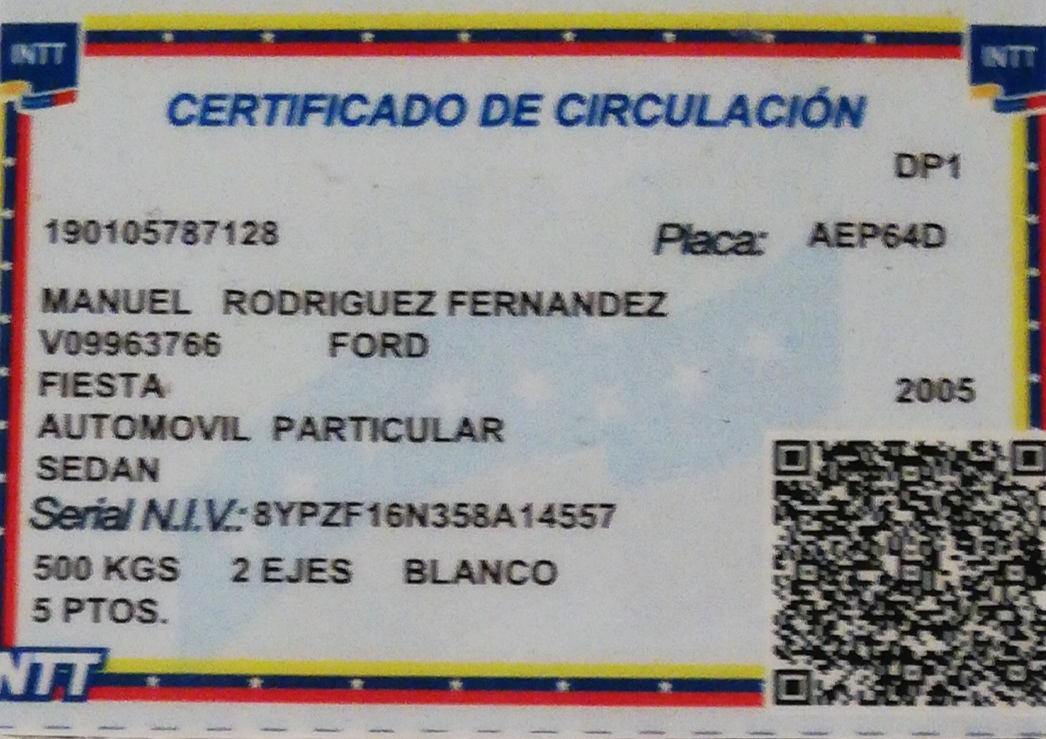 INTT INTT
CERTIFICADO DE CIRCULACIÓN
DP1
190105787128 Placa: AEP64D
MANUEL RODRIGUEZ FERNANDEZ
V09963766 FORD
FIESTA 2005
AUTOMOVIL PARTICULAR
SEDAN
Serial N.I.V.: 8YPZF16N358A14557
500 KGS 2 EJES BLANCO
5 PTOS.
INTT